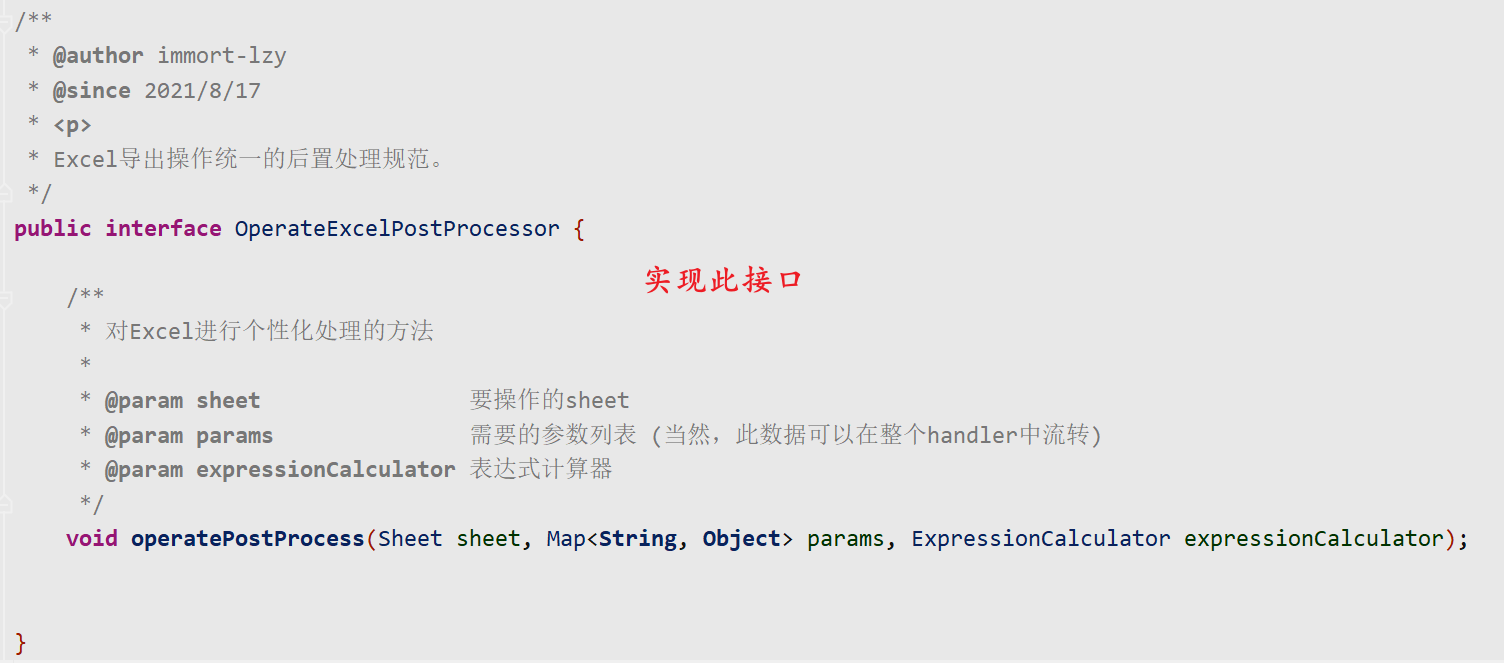 /**
 * @author immort-lzy
 * @since 2021/8/17
 * <p>
 * Excel导出操作统一的后置处理规范。
 */
public interface OperateExcelPostProcessor {
实现此接口
    /**
     * 对Excel进行个性化处理的方法
     *
     * @param sheet                要操作的sheet
     * @param params               需要的参数列表 (当然，此数据可以在整个handler中流转)
     * @param expressionCalculator 表达式计算器
     */
    void operatePostProcess(Sheet sheet, Map<String, Object> params, ExpressionCalculator expressionCalculator);
}